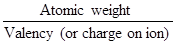 Atomic weight
Valency (or charge on ion)